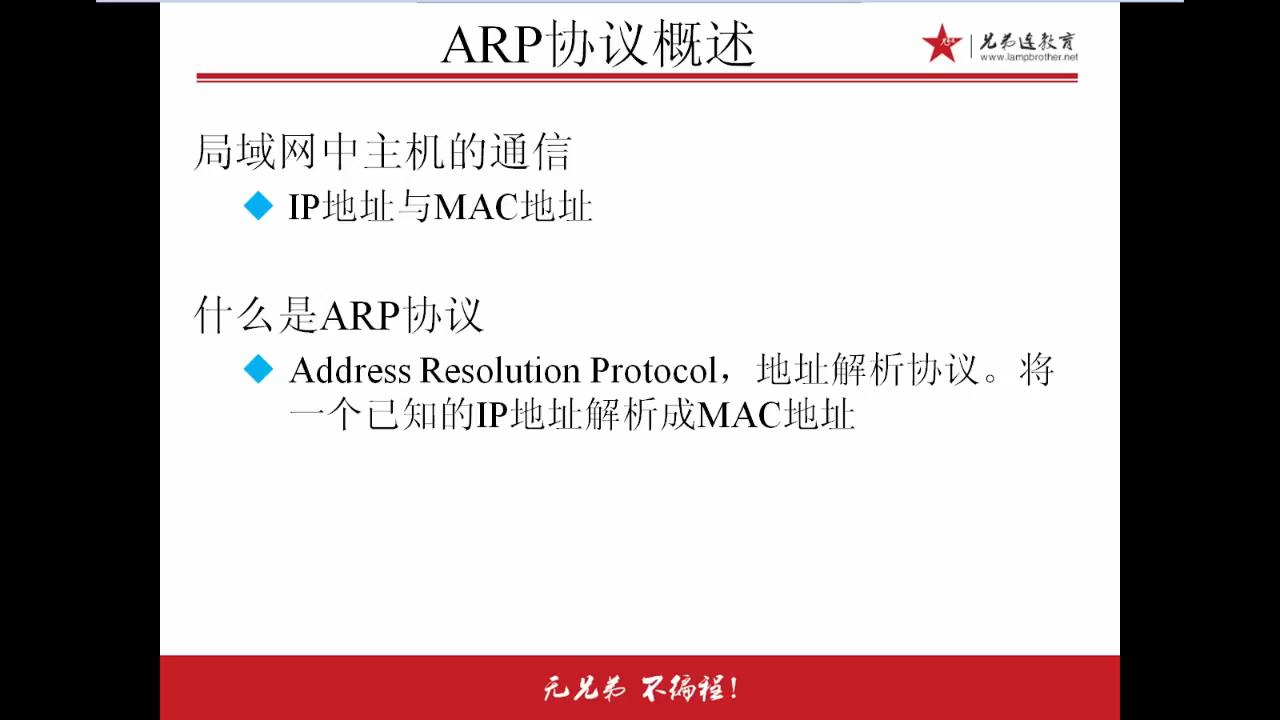 ARP协议概述
兄弟连教育
www.lampbrother.net
局域网中主机的通信
IP地址与MAC地址
什么是ARP协议
Address Resolution Protocol，地址解析协议。将
一个已知的IP地址解析成MAC地址
无兄弟 不编程!